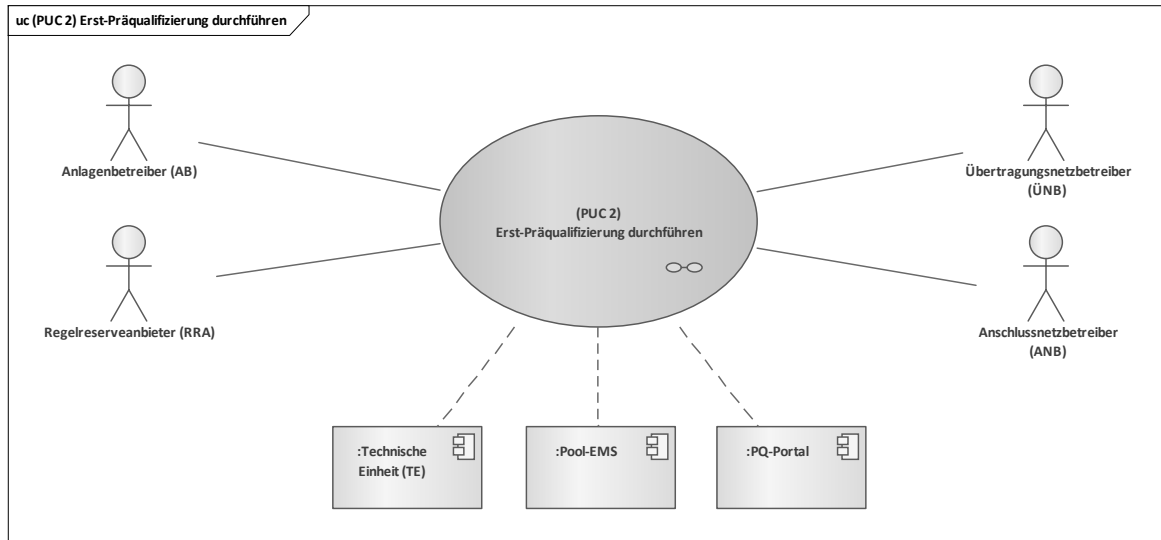 uc (PUC 2) Erst-Präqualifizierung durchführen
Anlagenbetreiber (AB)
Übertragungsnetzbetreiber
(ÜNB)
(PUC 2)
Erst-Präqualifizierung durchführen
Regelreserveanbieter (RRA)
Anschlussnetzbetreiber
(ANB)
:Technische
Einheit (TE)
:Pool-EMS
:PQ-Portal